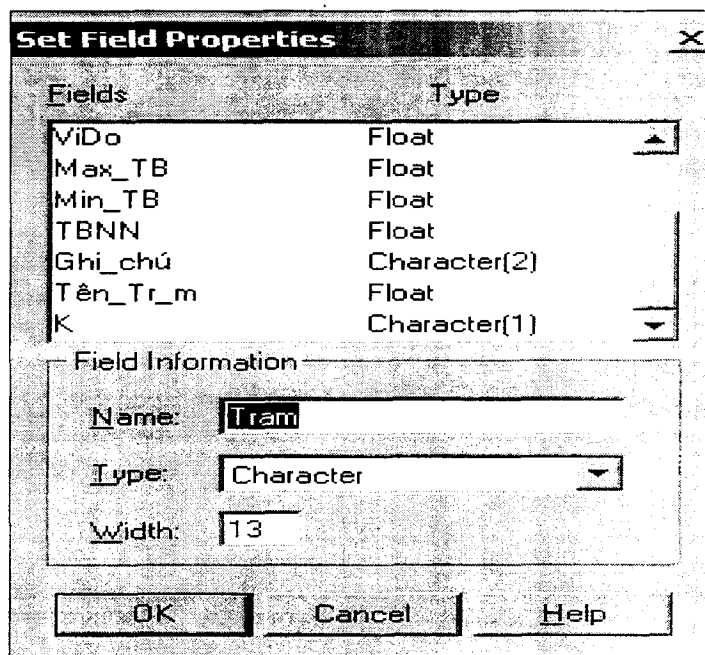 Set Field Properties
Fields Type
ViDo Float
Max_TB Float
Min_TB Float
TBNN Float
Ghi_chú Character(2)
Tên_Tr_m Float
K Character(1)
Field Information
Name: Tram
Type: Character
Width: 13
OK Cancel Help